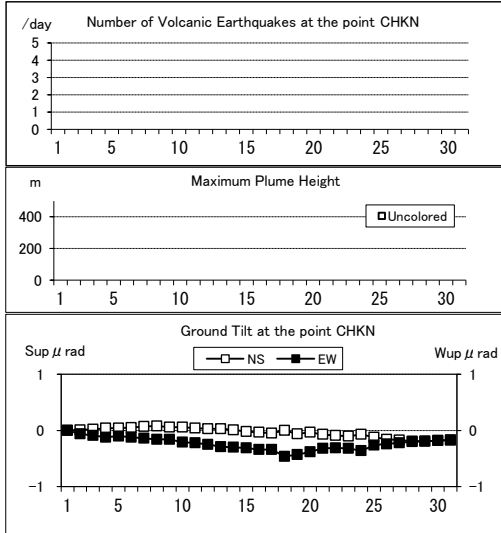 Number of Volcanic Earthquakes at the point CHKN
/day
5
4
3
2
1
0
1 5 10 15 20 25 30
Maximum Plume Height
m
400
200
0
Uncolored
1 5 10 15 20 25 30
Ground Tilt at the point CHKN
Sup μ rad
Wup μ rad
NS EW
1 1
0 0
−1 −1
1 5 10 15 20 25 30